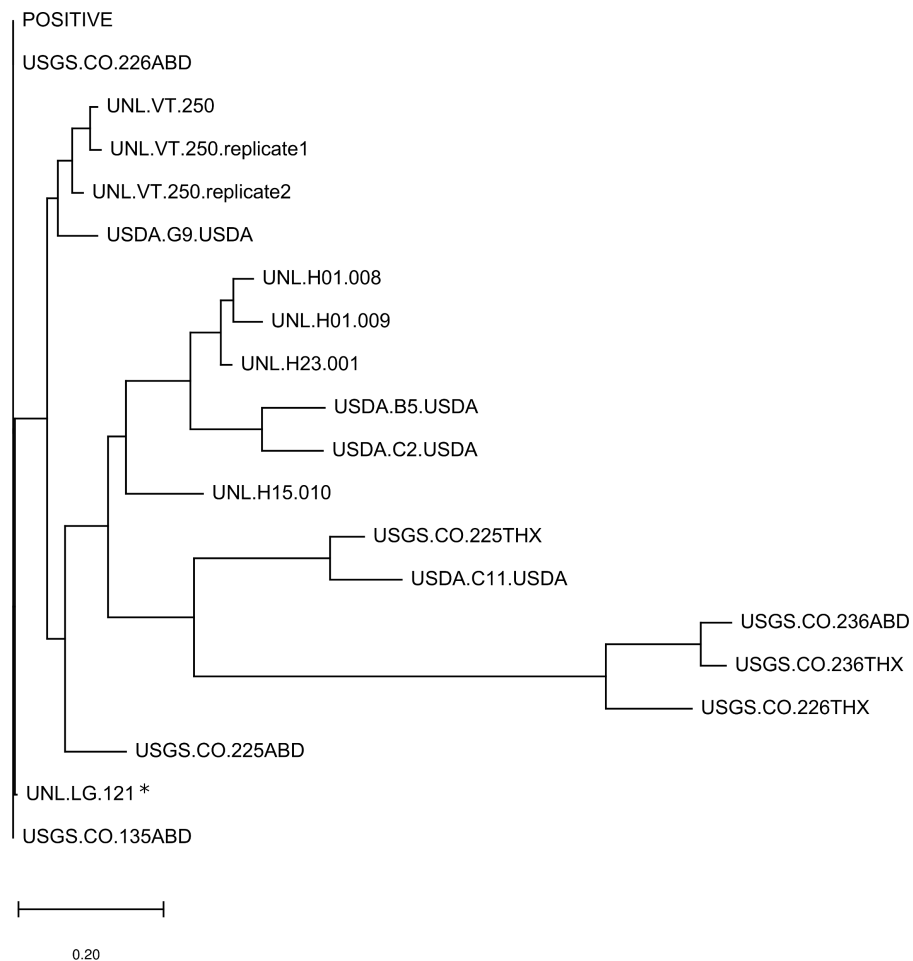 POSITIVE
USGS.CO.226ABD
UNL.VT.250
UNL.VT.250.replicate1
UNL.VT.250.replicate2
USDA.G9.USDA
UNL.H01.008
UNL.H01.009
UNL.H23.001
USDA.B5.USDA
USDA.C2.USDA
UNL.H15.010
USGS.CO.225THX
USDA.C11.USDA
USGS.CO.236ABD
USGS.CO.236THX
USGS.CO.226THX
USGS.CO.225ABD
UNL.LG.121 *
USGS.CO.135ABD
0.20